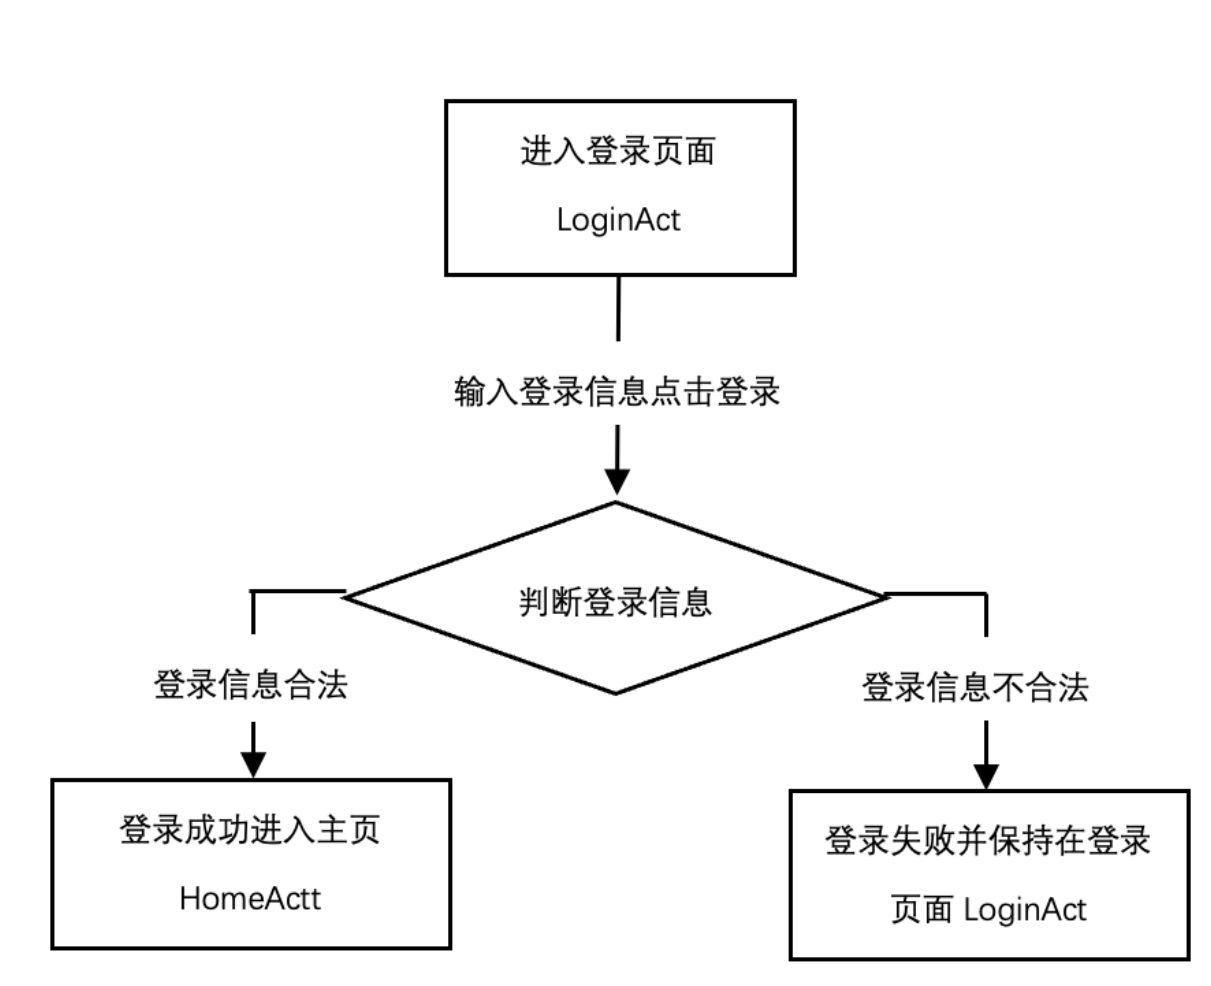 进入登录页面
LoginAct
输入登录信息点击登录
判断登录信息
登录信息合法
登录信息不合法
登录成功进入主页
HomeActt
登录失败并保持在登录
页面 LoginAct